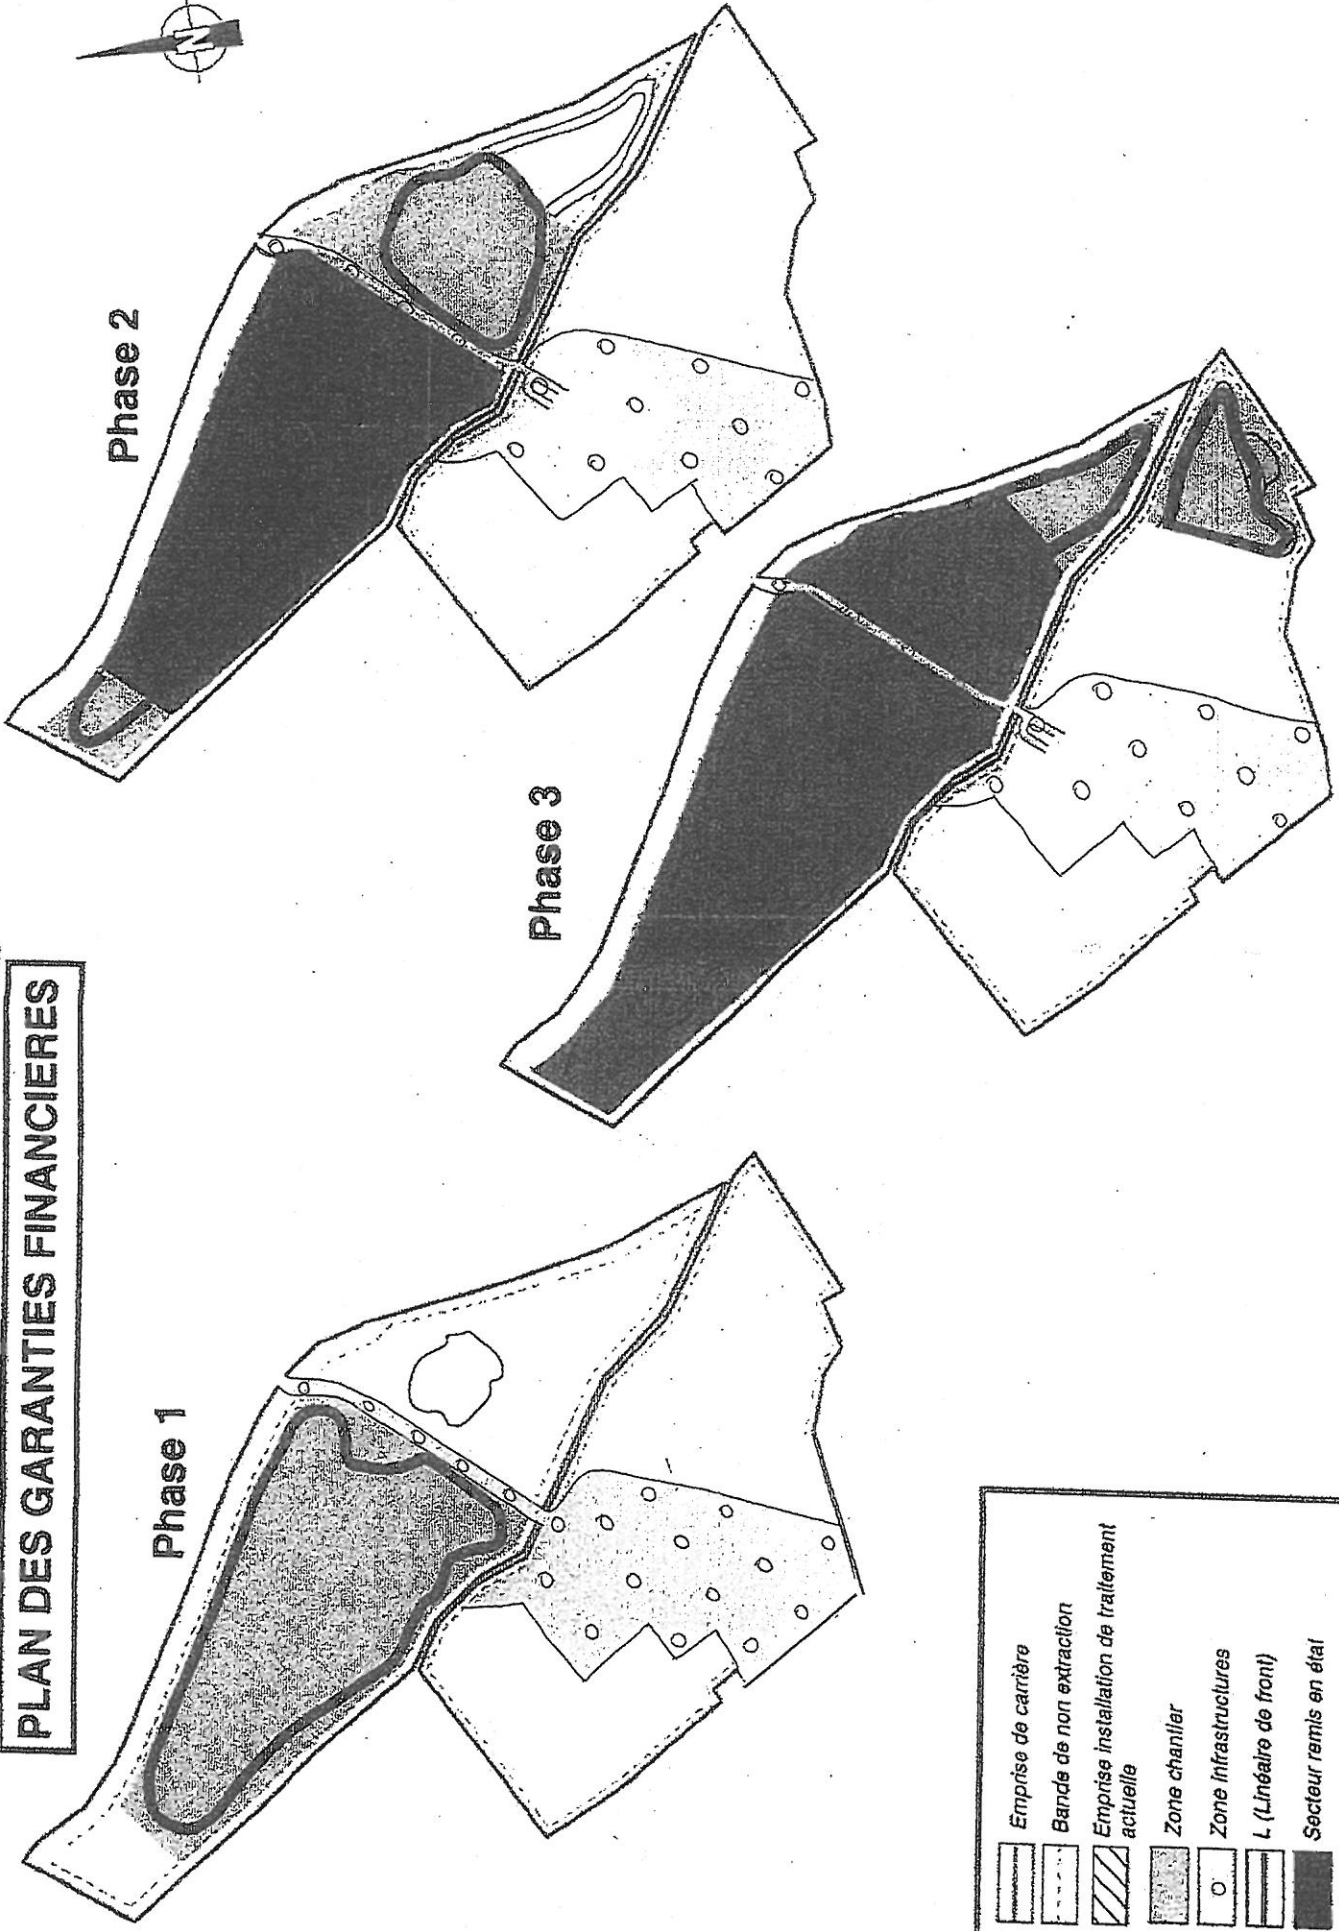 PLAN DES GARANTIES FINANCIERES
N
Phase 1
Phase 2
Phase 3
Emprise de carrière
Bande de non extraction
Emprise installation de traitement
actuelle
Zone chantier
Zone infrastructures
L (Linéaire de front)
Secteur remis en état